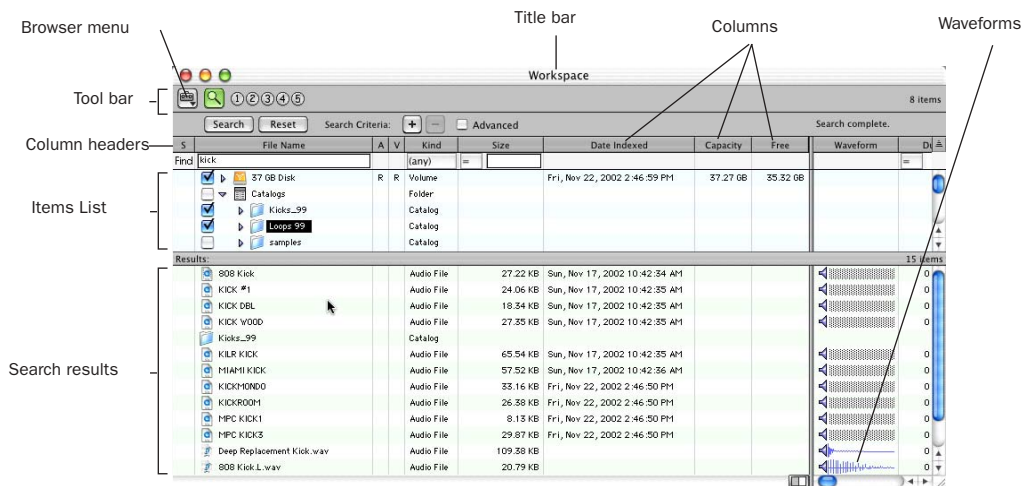 Browser menu
Title bar
Columns
Waveforms
Workspace
Tool bar
1 2 3 4 5
8 items
Search Reset Search Criteria: + - Advanced Search complete.
Column headers
S File Name A V Kind Size Date Indexed Capacity Free Waveform Du
Find kick (any) = =
Items List
37 GB Disk R R Volume Fri, Nov 22, 2002 2:46:59 PM 37.27 GB 35.32 GB
Catalogs Folder
Kicks_99 Catalog
Loops 99 Catalog
samples Catalog
Results: 15 items
Search results
808 Kick Audio File 27.22 KB Sun, Nov 17, 2002 10:42:34 AM 0
KICK #1 Audio File 24.06 KB Sun, Nov 17, 2002 10:42:35 AM 0
KICK DBL Audio File 18.34 KB Sun, Nov 17, 2002 10:42:35 AM 0
KICK WOOD Audio File 27.35 KB Sun, Nov 17, 2002 10:42:35 AM 0
Kicks_99 Catalog
KILR KICK Audio File 65.54 KB Sun, Nov 17, 2002 10:42:35 AM 0
MIAMI KICK Audio File 57.52 KB Sun, Nov 17, 2002 10:42:36 AM 0
KICKMONDO Audio File 33.16 KB Fri, Nov 22, 2002 2:46:50 PM 0
KICKROOM Audio File 26.38 KB Fri, Nov 22, 2002 2:46:50 PM 0
MPC KICK1 Audio File 8.13 KB Fri, Nov 22, 2002 2:46:50 PM 0
MPC KICK3 Audio File 29.87 KB Fri, Nov 22, 2002 2:46:50 PM 0
Deep Replacement Kick.wav Audio File 109.38 KB 0
808 Kick.L.wav Audio File 20.79 KB 0